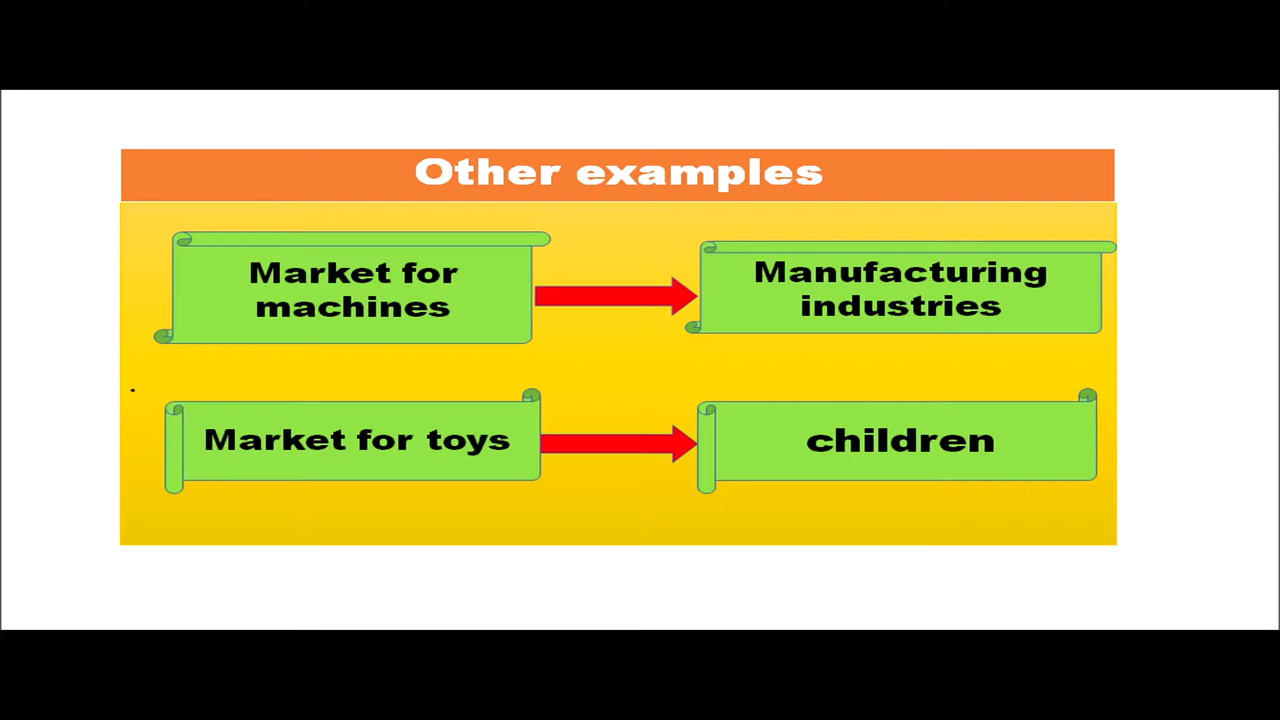 Other examples
Market for
machines
Manufacturing
industries
Market for toys
children